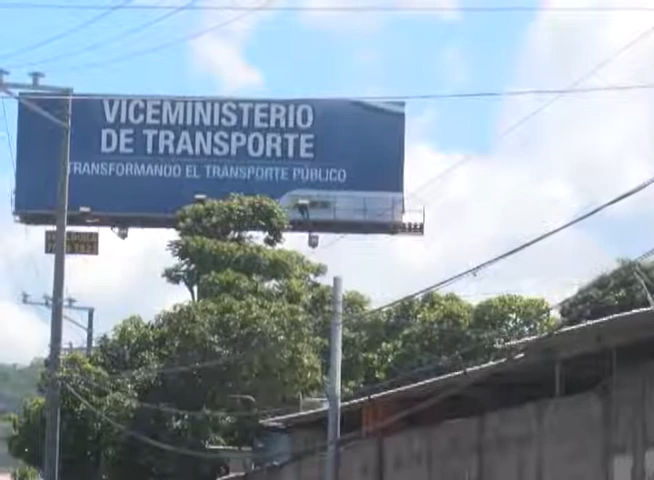 VICEMINISTERIO
DE TRANSPORTE
TRANSFORMANDO EL TRANSPORTE PÚBLICO